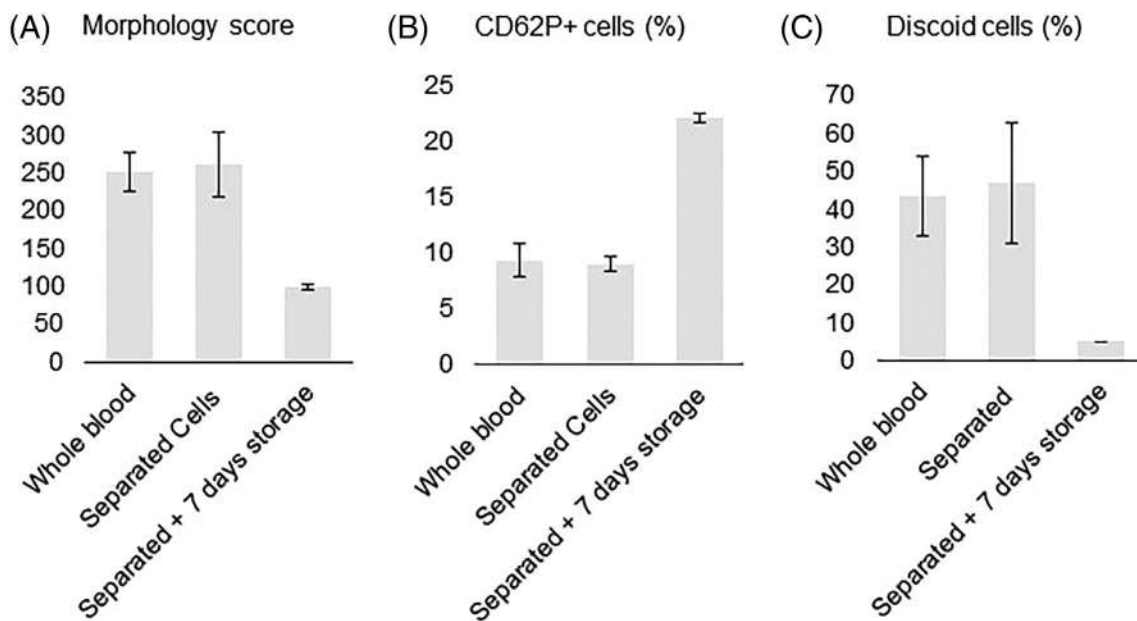 (A) Morphology score
350
300
250
200
150
100
50
0
Whole blood
Separated Cells
Separated + 7 days storage
(B) CD62P+ cells (%)
25
20
15
10
5
0
Whole blood
Separated Cells
Separated + 7 days storage
(C) Discoid cells (%)
70
60
50
40
30
20
10
0
Whole blood
Separated
Separated + 7 days storage